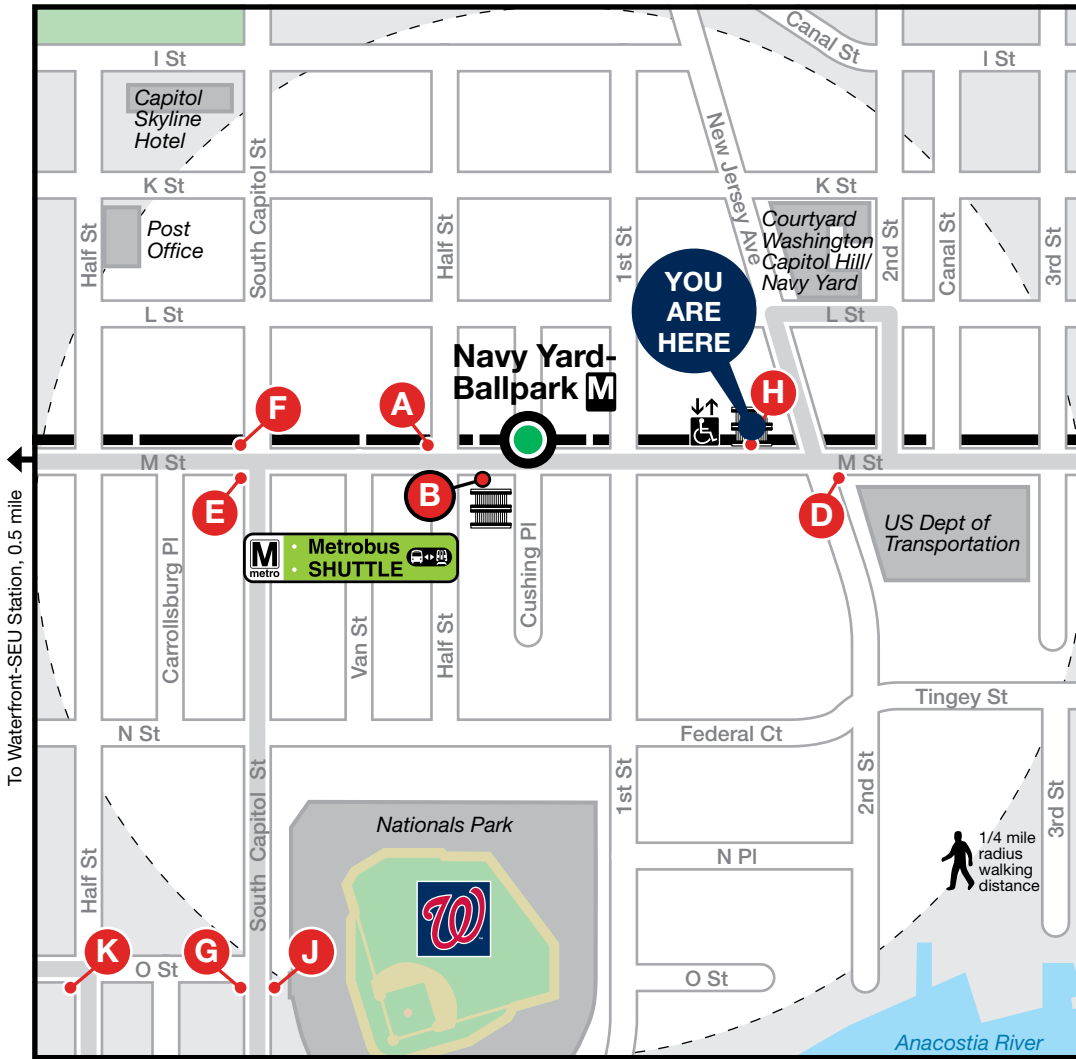 Canal St
I St
I St
Capitol
Skyline
Hotel
South Capitol St
New Jersey Ave
K St
K St
Half St
Post
Office
Half St
1st St
Courtyard
Washington
Capitol Hill/
Navy Yard
2nd St
Canal St
3rd St
YOU
ARE
HERE
L St
L St
Navy Yard-
Ballpark M
F
A
H
M St
M St
E
B
D
US Dept of
Transportation
M
metro
· Metrobus
· SHUTTLE
Cushing Pl
Carrollsburg Pl
Van St
Half St
To Waterfront-SEU Station, 0.5 mile
Tingey St
N St
Federal Ct
South Capitol St
1st St
2nd St
3rd St
Nationals Park
W
N Pl
1/4 mile
radius
walking
distance
Half St
K
O St
G
J
O St
Anacostia River